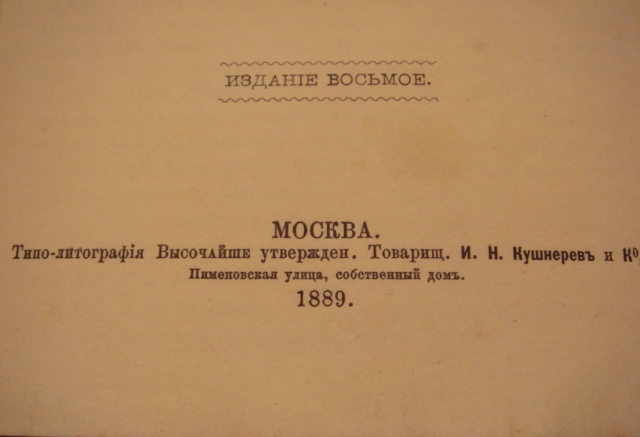 ИЗДАНІЕ ВОСЬМОЕ.
МОСКВА.
Типо-литографія Высочайше утвержден. Товарищ. И. Н. Кушнеревъ и Ко
Пименовская улица, собственный домъ.
1889.